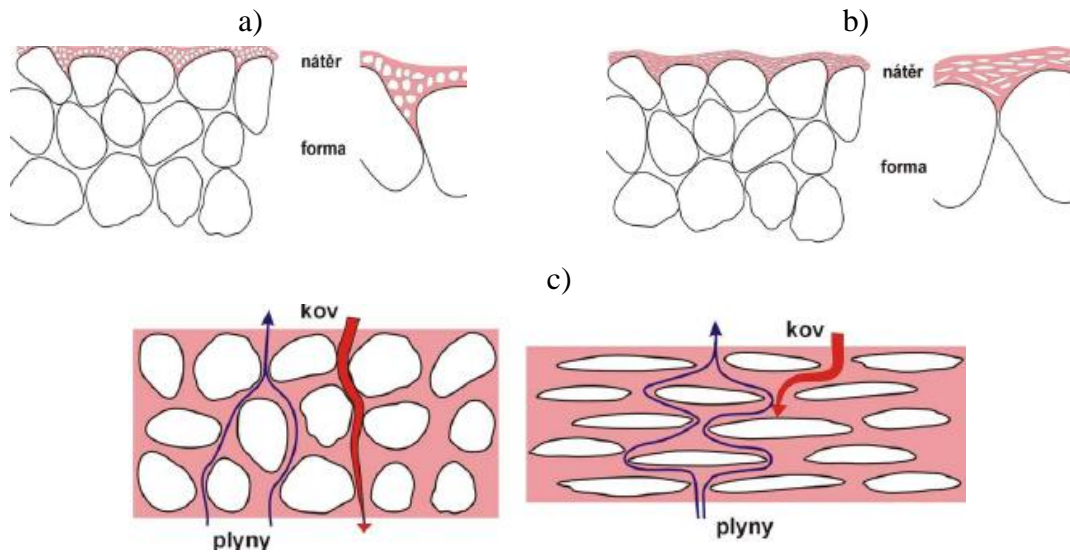 a)
b)
nátěr
forma
nátěr
forma
c)
kov
plyny
kov
plyny